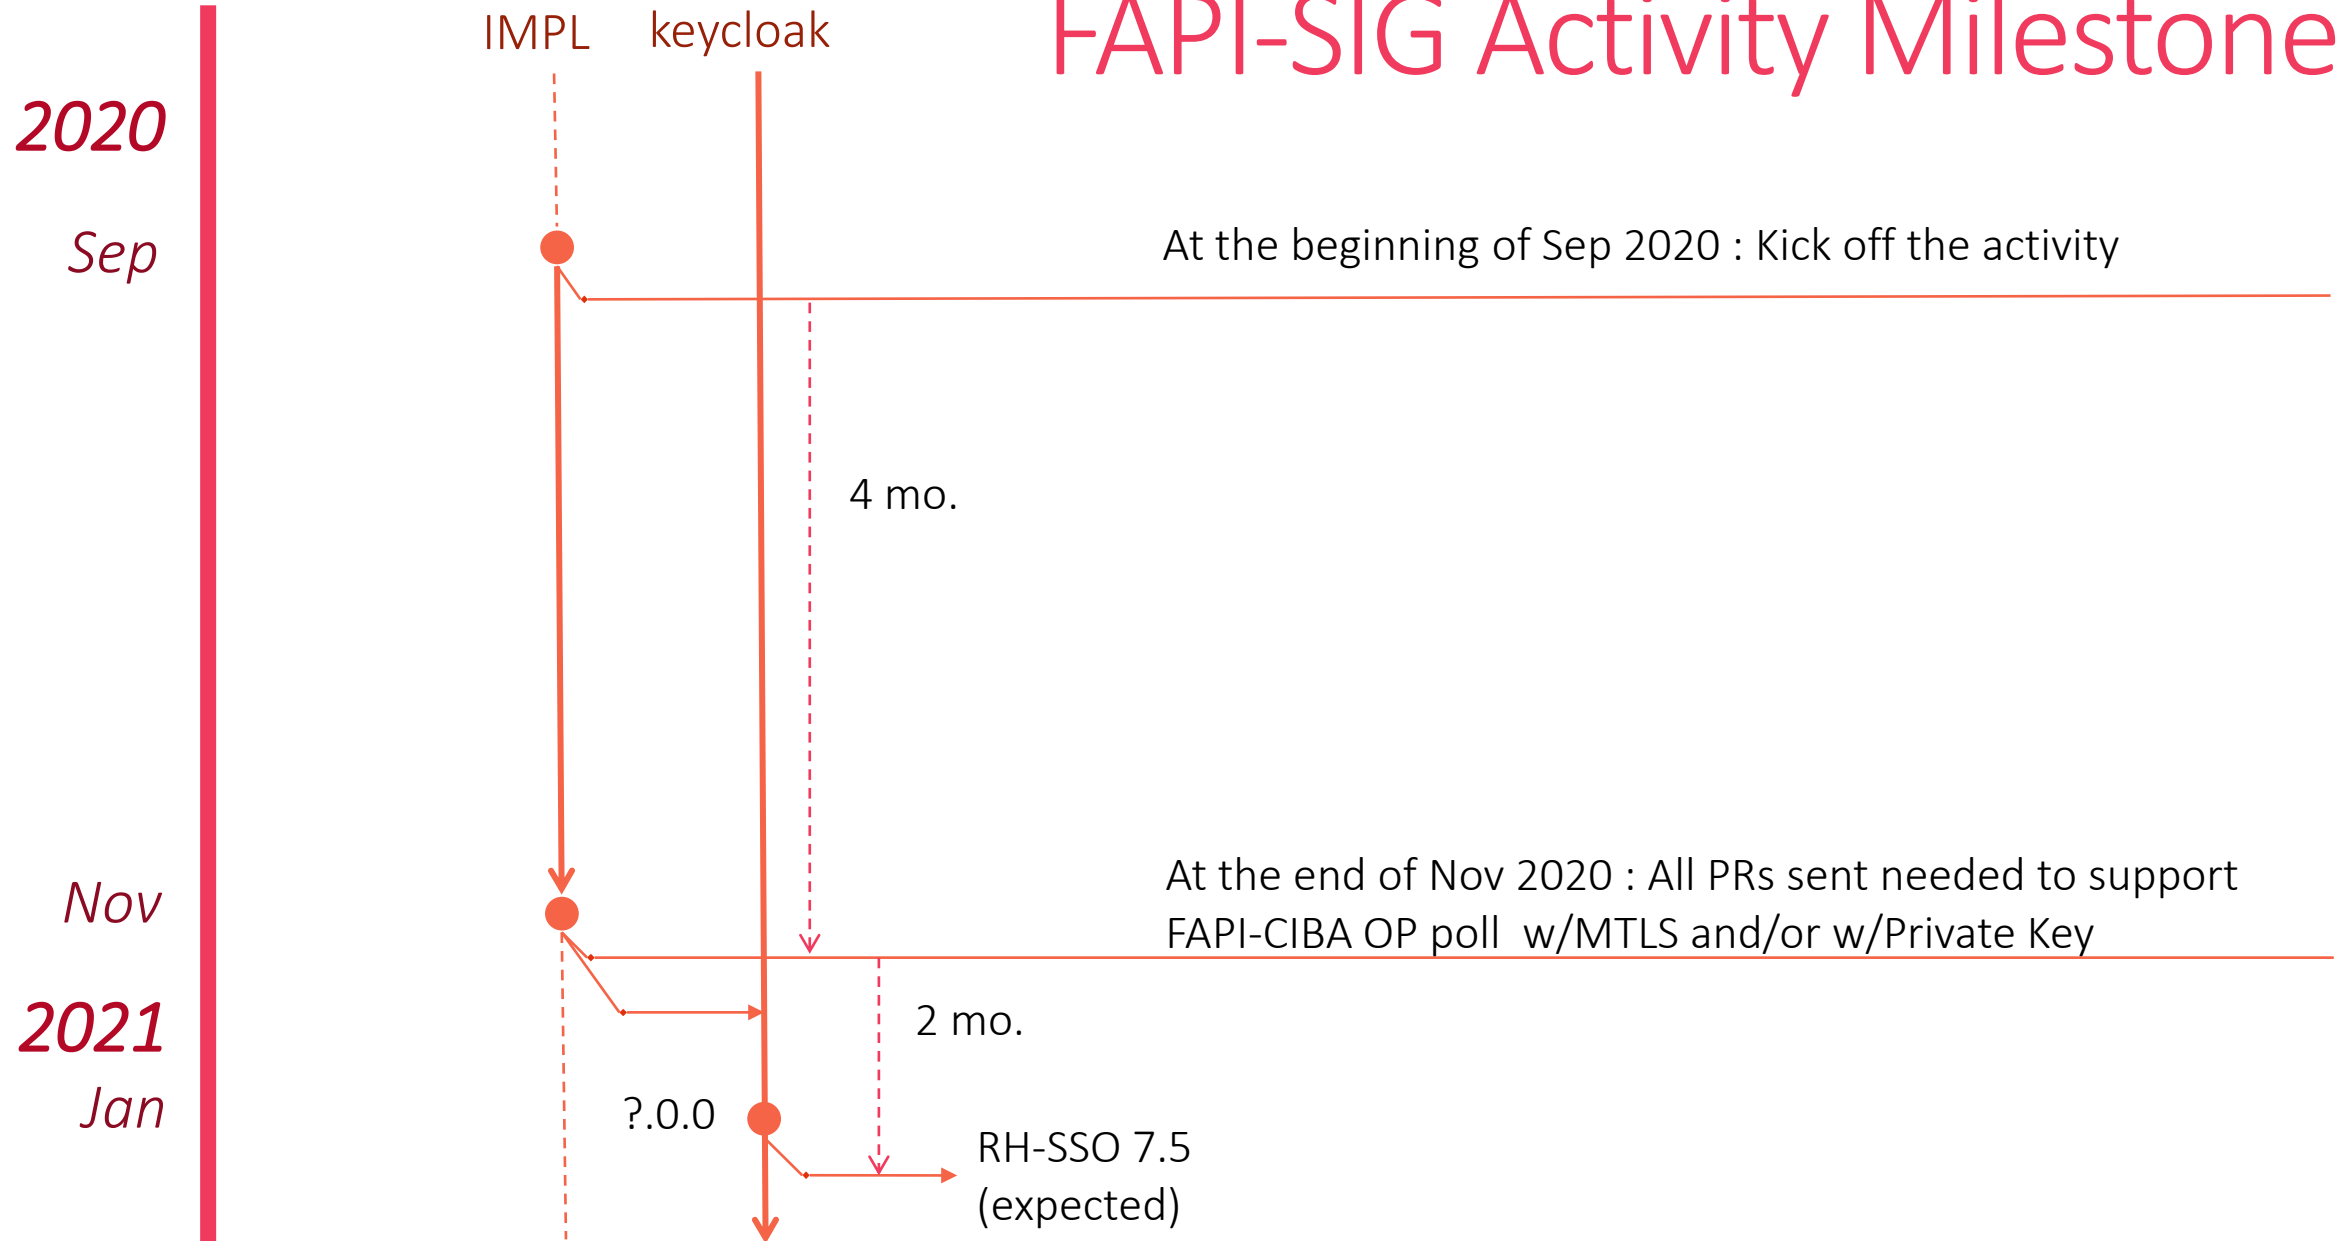 FAPI-SIG Activity Milestone
IMPL
keycloak
2020
Sep
At the beginning of Sep 2020 : Kick off the activity
4 mo.
Nov
At the end of Nov 2020 : All PRs sent needed to support
FAPI-CIBA OP poll  w/MTLS and/or w/Private Key
2021
2 mo.
Jan
?.0.0
RH-SSO 7.5
(expected)